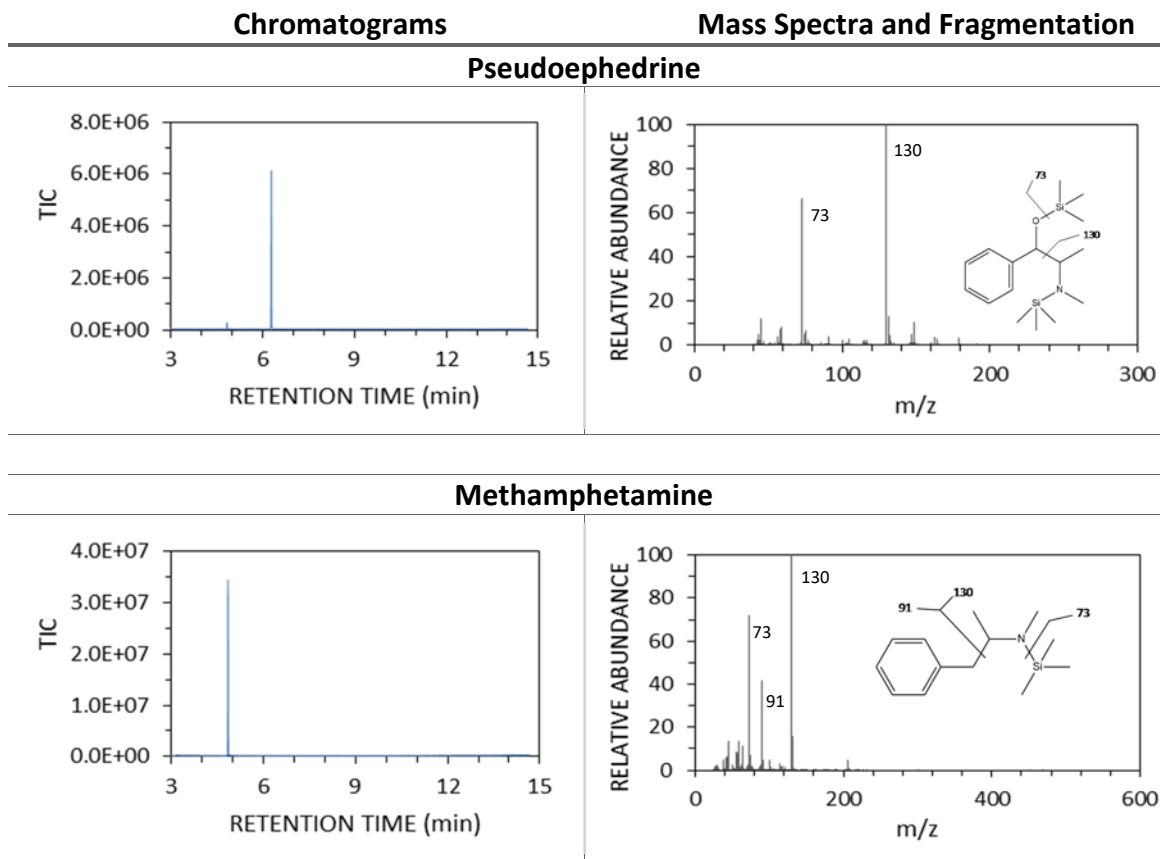 Chromatograms
Mass Spectra and Fragmentation
Pseudoephedrine
8.0E+06
6.0E+06
4.0E+06
2.0E+06
0.0E+00
TIC
3 6 9 12 15
RETENTION TIME (min)
100
80
60
40
20
0
RELATIVE ABUNDANCE
130
73
73
Si
O
130
N
Si
0 100 200 300
m/z
Methamphetamine
4.0E+07
3.0E+07
2.0E+07
1.0E+07
0.0E+00
TIC
3 6 9 12 15
RETENTION TIME (min)
100
80
60
40
20
0
RELATIVE ABUNDANCE
130
73
91
130
91
73
N
Si
0 200 400 600
m/z